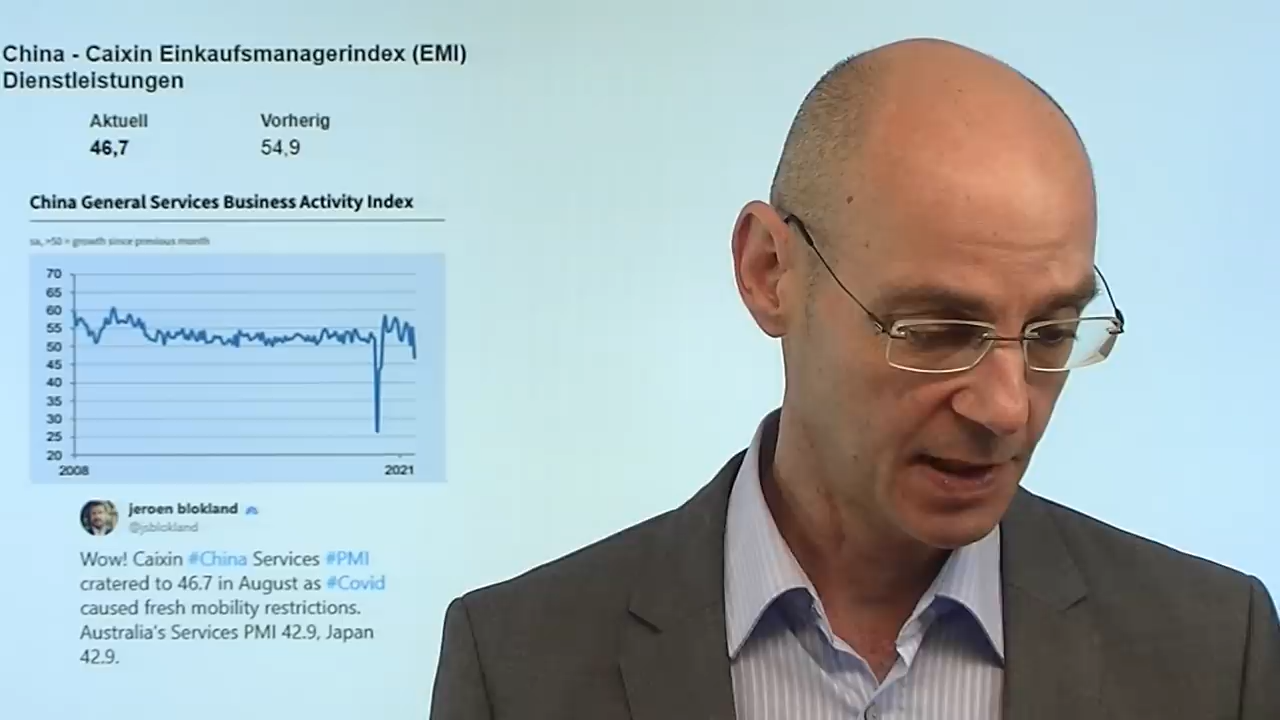 China - Caixin Einkaufsmanagerindex (EMI)
Dienstleistungen
Aktuell Vorherig
46,7 54,9
China General Services Business Activity Index
sa, >50 = growth since previous month
70
65
60
55
50
45
40
35
30
25
20
2008 2021
jeroen blokland
@jsblokland
Wow! Caixin #China Services #PMI
cratered to 46.7 in August as #Covid
caused fresh mobility restrictions.
Australia's Services PMI 42.9, Japan
42.9.